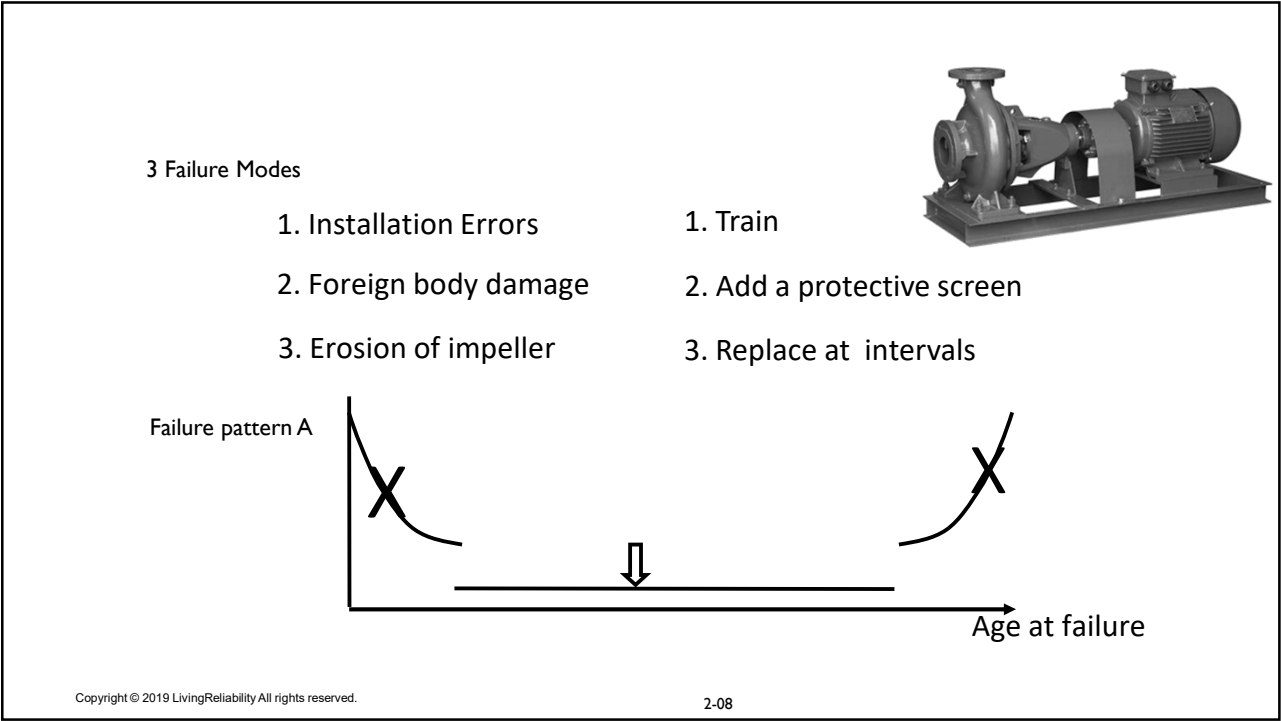 3 Failure Modes
1. Installation Errors
1. Train
2. Foreign body damage
2. Add a protective screen
3. Erosion of impeller
3. Replace at intervals
Failure pattern A
X
X
Age at failure
Copyright © 2019 LivingReliability All rights reserved.
2-08